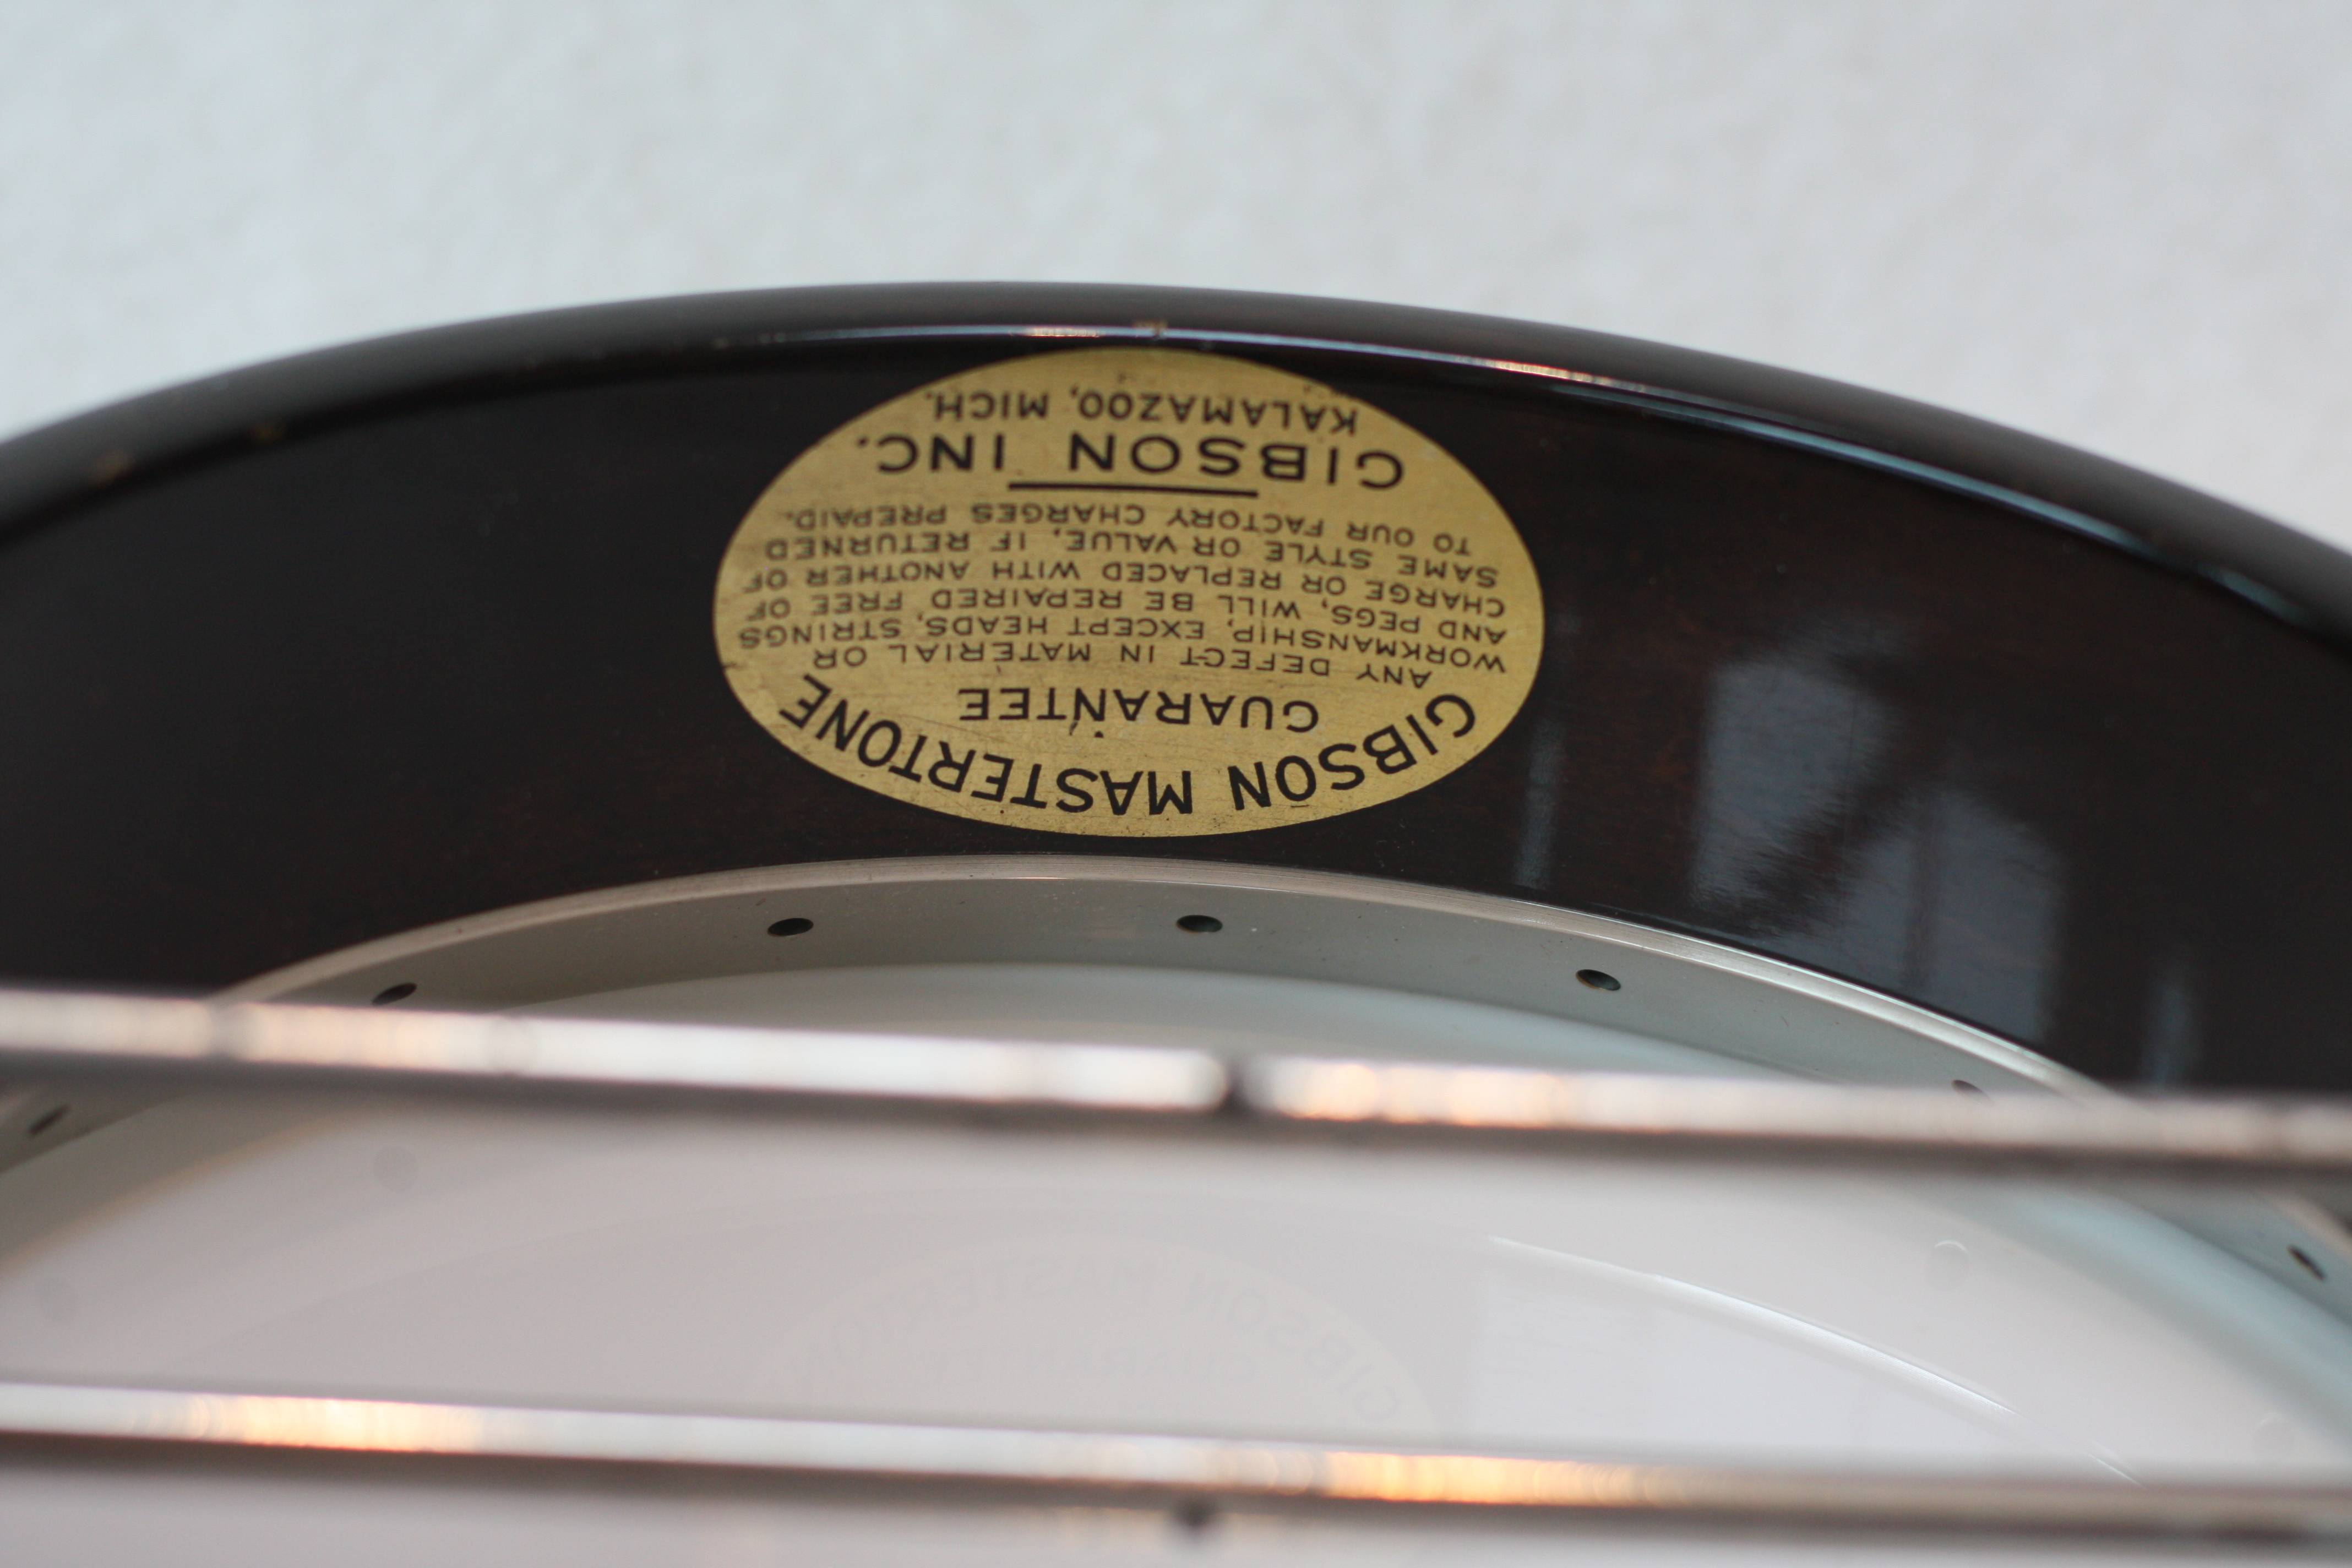 GIBSON MASTERTONE
GUARANTEE
ANY DEFECT IN MATERIAL OR
WORKMANSHIP, EXCEPT HEADS, STRINGS
AND PEGS, WILL BE REPAIRED FREE OF
CHARGE OR REPLACED WITH ANOTHER OF
SAME STYLE OR VALUE, IF RETURNED
TO OUR FACTORY CHARGES PREPAID.
GIBSON INC.
KALAMAZOO, MICH.